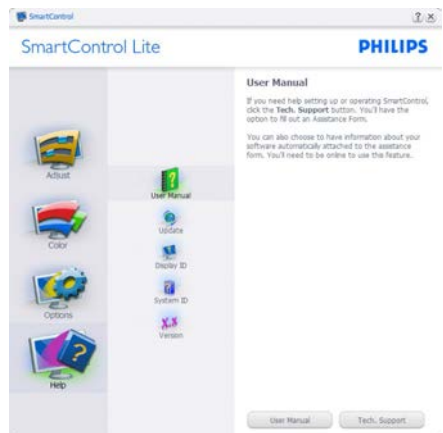 SmartControl
? X
SmartControl Lite
PHILIPS
User Manual
If you need help setting up or operating SmartControl,
click the Tech. Support button. You'll have the
option to fill out an Assistance Form.
You can also choose to have information about your
software automatically attached to the assistance
form. You'll need to be online to use the feature.
Adjust
Color
Options
Help
User Manual
Update
Display ID
System ID
X.x
Version
User Manual
Tech. Support